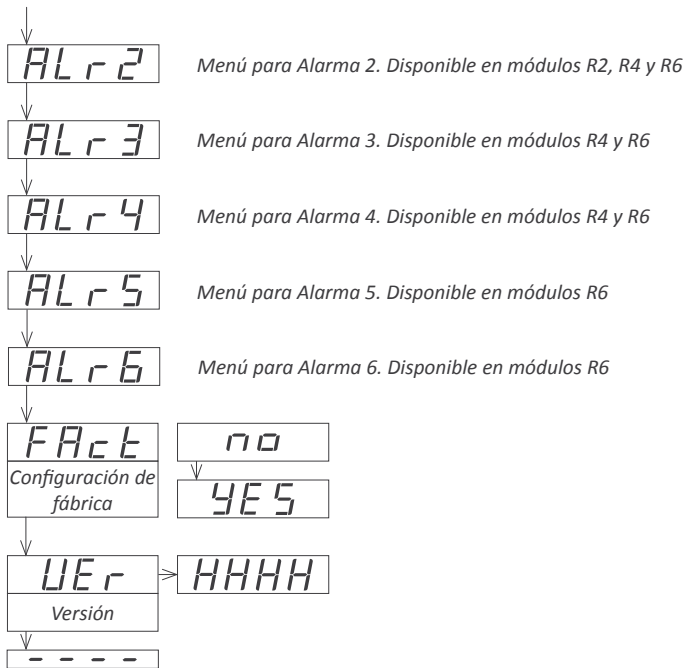 ALr2 Menú para Alarma 2. Disponible en módulos R2, R4 y R6
ALr3 Menú para Alarma 3. Disponible en módulos R4 y R6
ALr4 Menú para Alarma 4. Disponible en módulos R4 y R6
ALr5 Menú para Alarma 5. Disponible en módulos R6
ALr6 Menú para Alarma 6. Disponible en módulos R6
FAct no
Configuración de
fábrica
YES
VEr HHHH
Versión
----